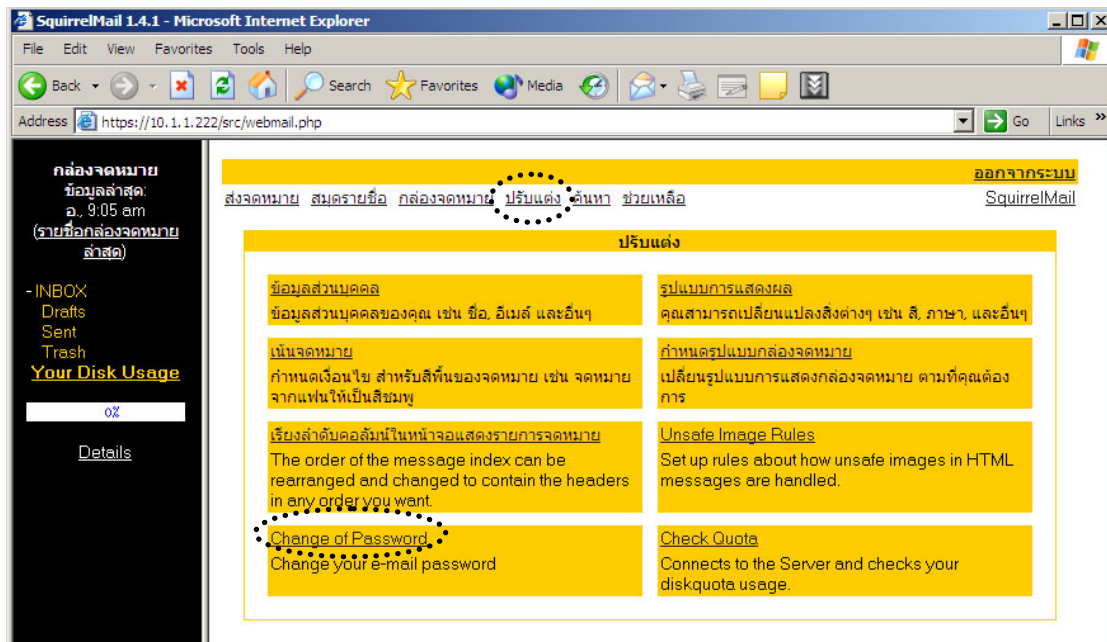 SquirrelMail 1.4.1 - Microsoft Internet Explorer
File Edit View Favorites Tools Help
Back Search Favorites Media
Address https://10.1.1.222/src/webmail.php Go Links »
กล่องจดหมาย
ข้อมูลล่าสุด:
อ., 9:05 am
(รายชื่อกล่องจดหมาย
ล่าสุด)
- INBOX
Drafts
Sent
Trash
Your Disk Usage
0%
Details
ออกจากระบบ
ส่งจดหมาย สมุดรายชื่อ กล่องจดหมาย ปรับแต่ง ค้นหา ช่วยเหลือ SquirrelMail
ปรับแต่ง
ข้อมูลส่วนบุคคล
ข้อมูลส่วนบุคคลของคุณ เช่น ชื่อ, อีเมล์ และอื่นๆ
รูปแบบการแสดงผล
คุณสามารถเปลี่ยนแปลงสิ่งต่างๆ เช่น สี, ภาษา, และอื่นๆ
เน้นจดหมาย
กำหนดเงื่อนไข สำหรับสีพื้นของจดหมาย เช่น จดหมาย
จากแฟนให้เป็นสีชมพู
กำหนดรูปแบบกล่องจดหมาย
เปลี่ยนรูปแบบการแสดงกล่องจดหมาย ตามที่คุณต้อง
การ
เรียงลำดับคอลัมน์ในหน้าจอแสดงรายการจดหมาย
The order of the message index can be
rearranged and changed to contain the headers
in any order you want.
Unsafe Image Rules
Set up rules about how unsafe images in HTML
messages are handled.
Change of Password
Change your e-mail password
Check Quota
Connects to the Server and checks your
diskquota usage.